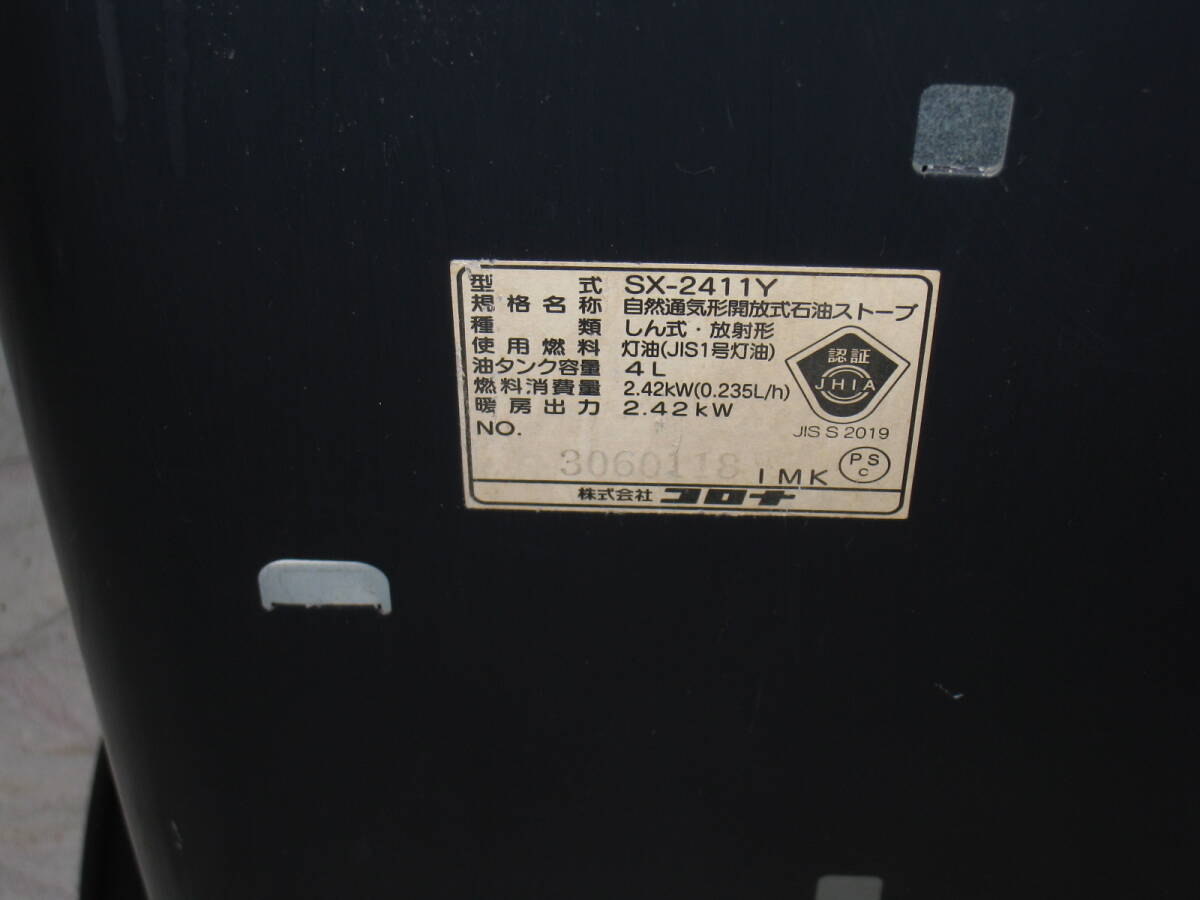 型式 SX-2411Y
規格名称 自然通気形開放式石油ストーブ
種類 しん式・放射形
使用燃料 灯油(JIS1号灯油)
油タンク容量 4L
燃料消費量 2.42kW(0.235L/h)
暖房出力 2.42kW
認証
JHIA
JIS S 2019
NO.
3060118
IMK
PS
C
株式会社 コロナ